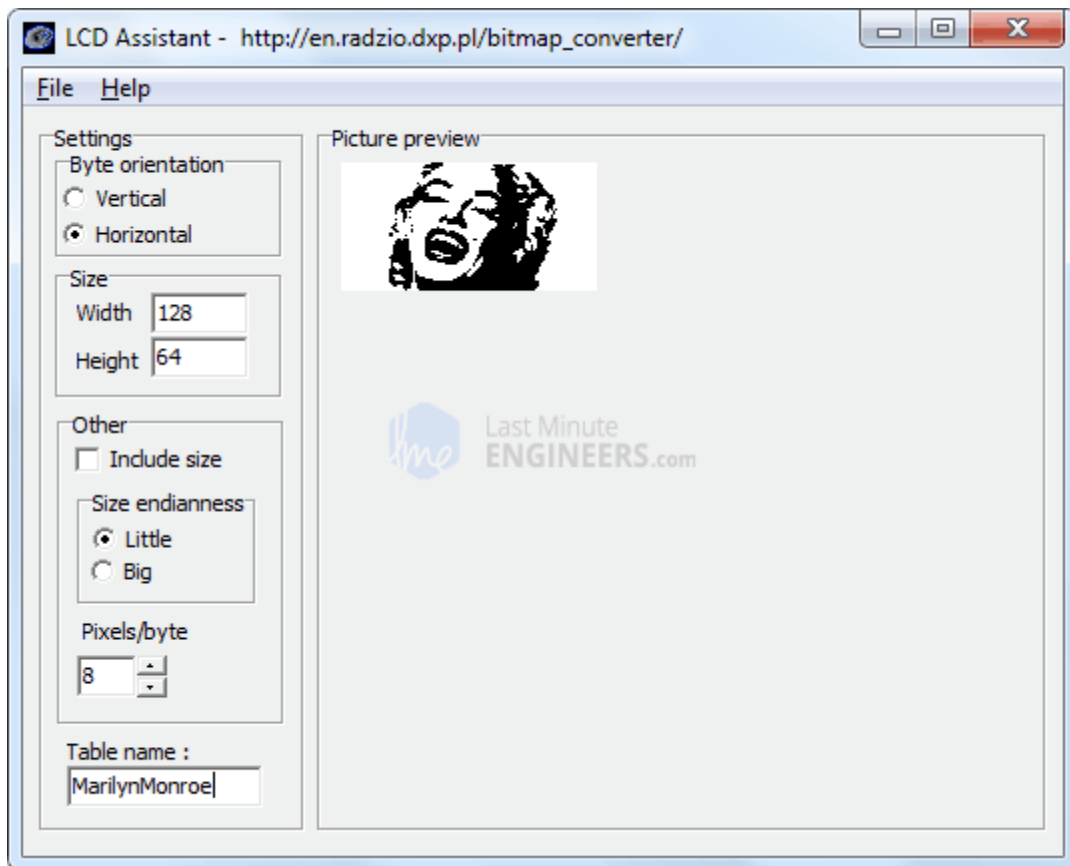 LCD Assistant - http://en.radzio.dxp.pl/bitmap_converter/
File Help
Settings
Byte orientation
Vertical
Horizontal
Size
Width 128
Height 64
Other
Include size
Size endianness
Little
Big
Pixels/byte
8
Table name :
MarilynMonroe
Picture preview
lme
Last Minute
ENGINEERS.com